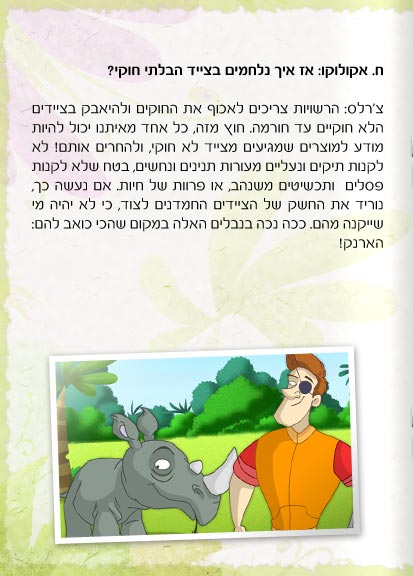 ח. אקולוקו: אז איך נלחמים בצייד הבלתי חוקי?
צ'רלס: הרשויות צריכים לאכוף את החוקים ולהיאבק בציידים
הלא חוקיים עד חורמה. חוץ מזה, כל אחד מאיתנו יכול להיות
מודע למוצרים שמגיעים מצייד לא חוקי, ולהחרים אותם! לא
לקנות תיקים ונעליים מעורות תנינים ונחשים, בטח שלא לקנות
פסלים ותכשיטים משנהב, או פרוות של חיות. אם נעשה כך,
נוריד את החשק של הציידים החמדנים לצוד, כי לא יהיה מי
שייקנה מהם. ככה נכה בנבלים האלה במקום שהכי כואב להם:
הארנק!